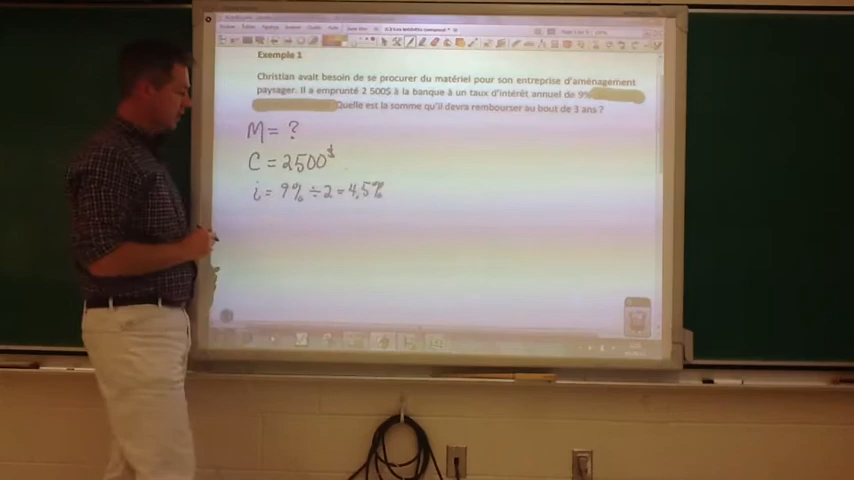 Exemple 1
Christian avait besoin de se procurer du matériel pour son entreprise d'aménagement
paysager. Il a emprunté 2 500$ à la banque à un taux d'intérêt annuel de 9%
Quelle est la somme qu'il devra rembourser au bout de 3 ans ?
M = ?
C = 2500$
i = 9% ÷ 2 = 4,5%